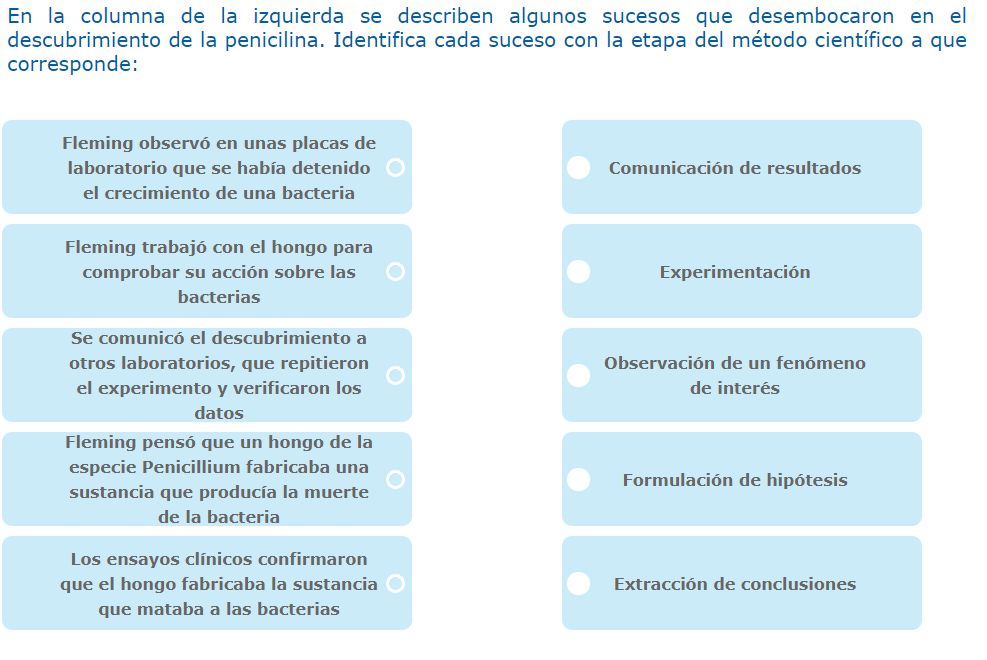 En la columna de la izquierda se describen algunos sucesos que desembocaron en el
descubrimiento de la penicilina. Identifica cada suceso con la etapa del método científico a que
corresponde:
Fleming observó en unas placas de
laboratorio que se había detenido
el crecimiento de una bacteria
Comunicación de resultados
Fleming trabajó con el hongo para
comprobar su acción sobre las
bacterias
Experimentación
Se comunicó el descubrimiento a
otros laboratorios, que repitieron
el experimento y verificaron los
datos
Observación de un fenómeno
de interés
Fleming pensó que un hongo de la
especie Penicillium fabricaba una
sustancia que producía la muerte
de la bacteria
Formulación de hipótesis
Los ensayos clínicos confirmaron
que el hongo fabricaba la sustancia
que mataba a las bacterias
Extracción de conclusiones